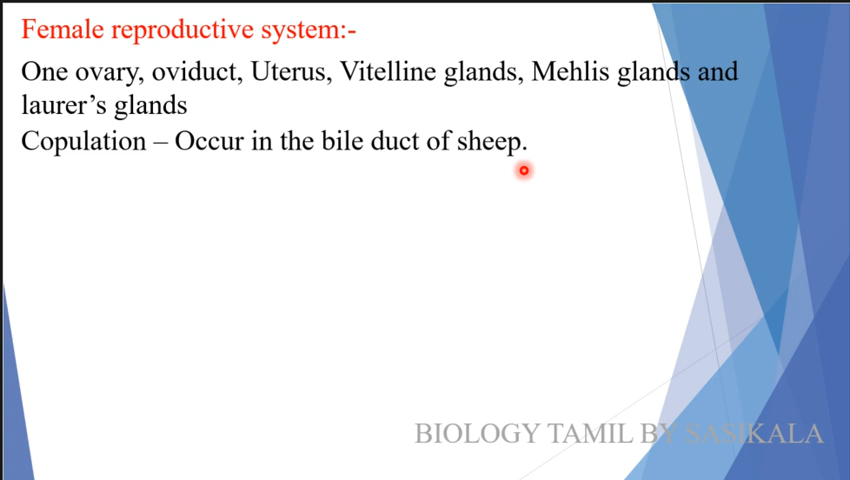 Female reproductive system:-
One ovary, oviduct, Uterus, Vitelline glands, Mehlis glands and
laurer’s glands
Copulation – Occur in the bile duct of sheep.
BIOLOGY TAMIL BY SASIKALA